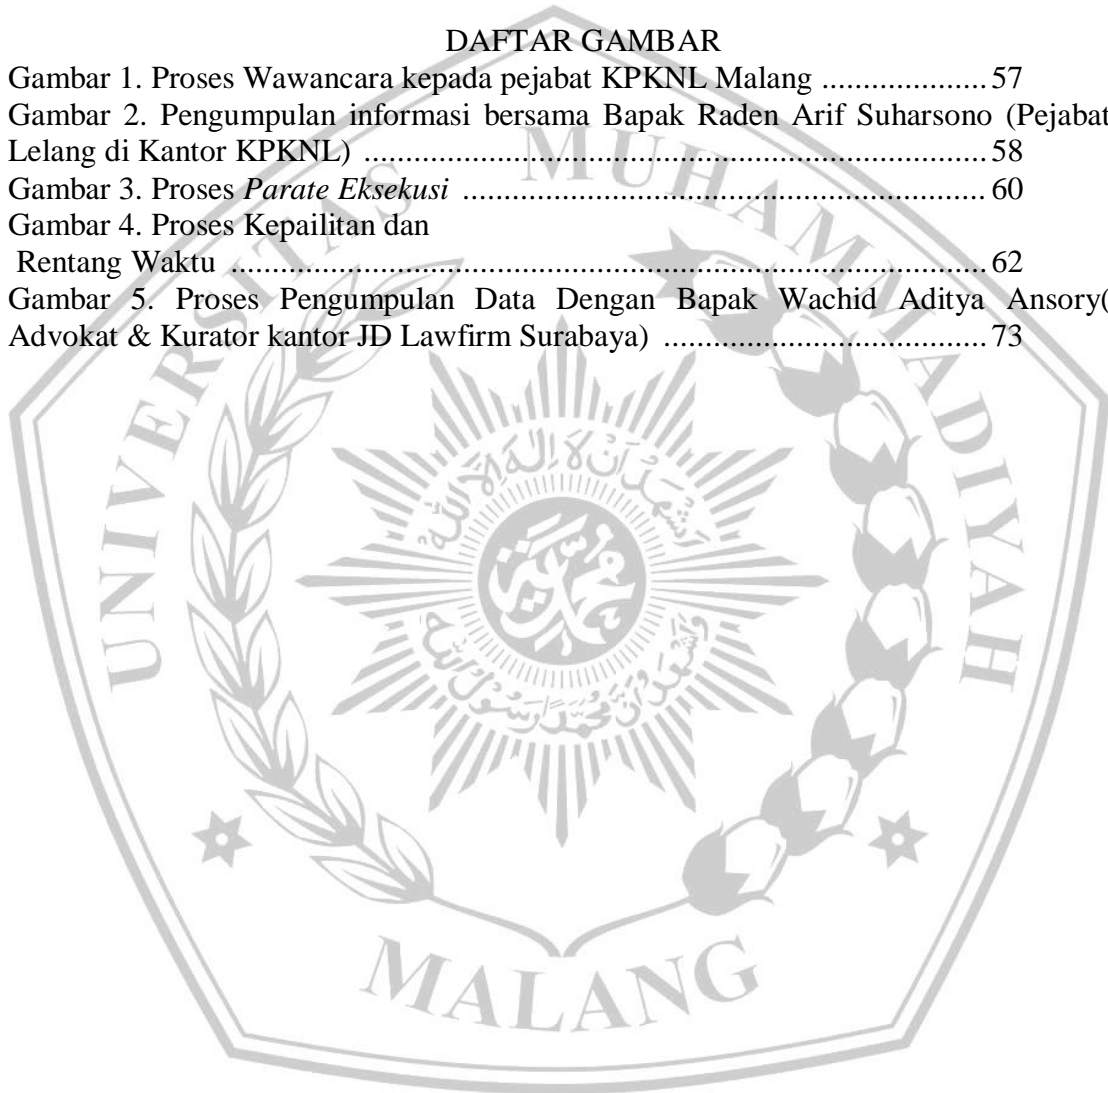 DAFTAR GAMBAR
Gambar 1. Proses Wawancara kepada pejabat KPKNL Malang .................... 57
Gambar 2. Pengumpulan informasi bersama Bapak Raden Arif Suharsono (Pejabat
Lelang di Kantor KPKNL) ............................................................................ 58
Gambar 3. Proses Parate Eksekusi ................................................................ 60
Gambar 4. Proses Kepailitan dan
Rentang Waktu ............................................................................................ 62
Gambar 5. Proses Pengumpulan Data Dengan Bapak Wachid Aditya Ansory(
Advokat & Kurator kantor JD Lawfirm Surabaya) ....................................... 73
UNIVERSITAS MUHAMMADIYAH
MALANG